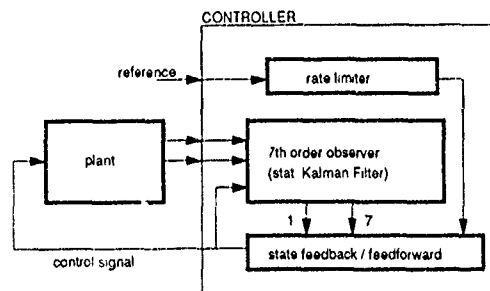 CONTROLLER
reference
rate limiter
plant
7th order observer
(stat Kalman Filter)
1 7
state feedback / feedforward
control signal